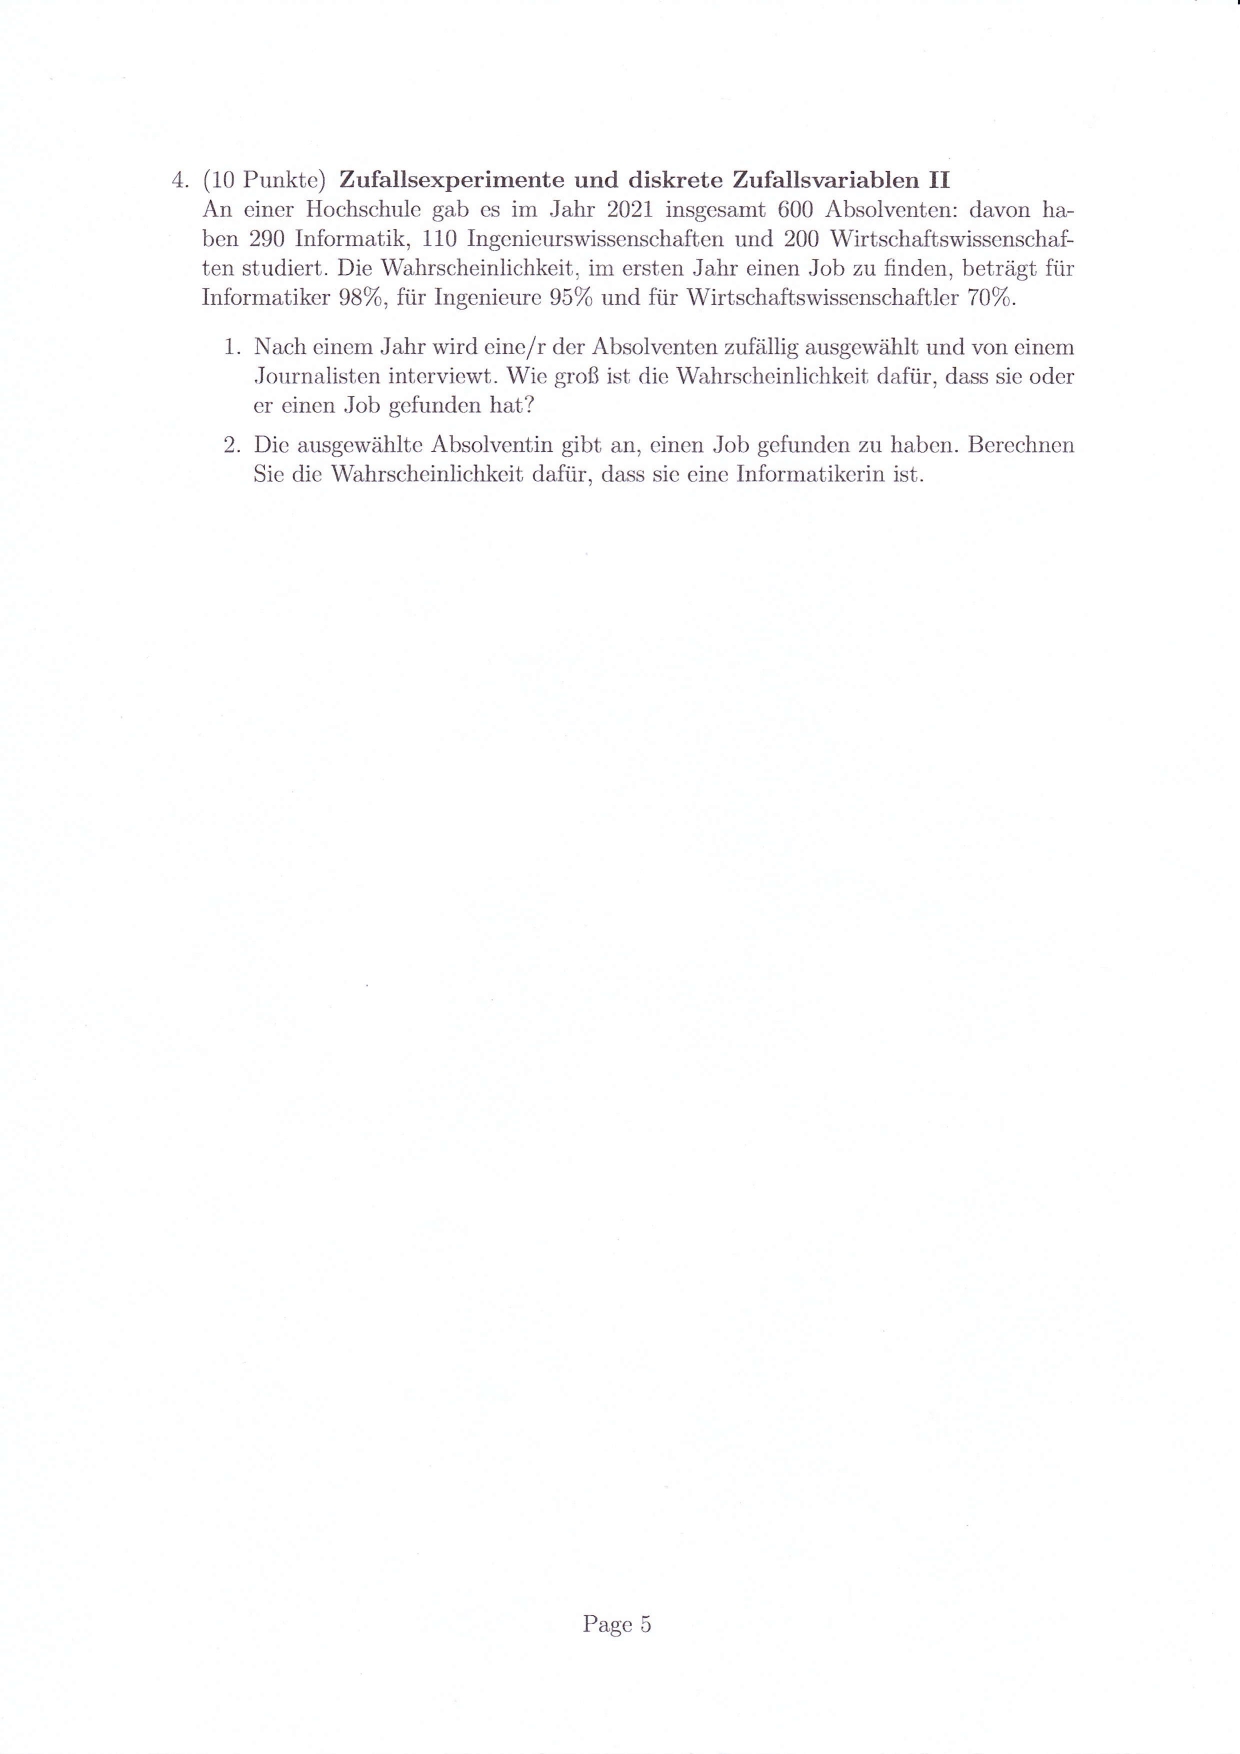 4. (10 Punkte) Zufallsexperimente und diskrete Zufallsvariablen II
An einer Hochschule gab es im Jahr 2021 insgesamt 600 Absolventen: davon ha-
ben 290 Informatik, 110 Ingenieurswissenschaften und 200 Wirtschaftswissenschaf-
ten studiert. Die Wahrscheinlichkeit, im ersten Jahr einen Job zu finden, beträgt für
Informatiker 98%, für Ingenieure 95% und für Wirtschaftswissenschaftler 70%.
1. Nach einem Jahr wird eine/r der Absolventen zufällig ausgewählt und von einem
Journalisten interviewt. Wie groß ist die Wahrscheinlichkeit dafür, dass sie oder
er einen Job gefunden hat?
2. Die ausgewählte Absolventin gibt an, einen Job gefunden zu haben. Berechnen
Sie die Wahrscheinlichkeit dafür, dass sie eine Informatikerin ist.
Page 5